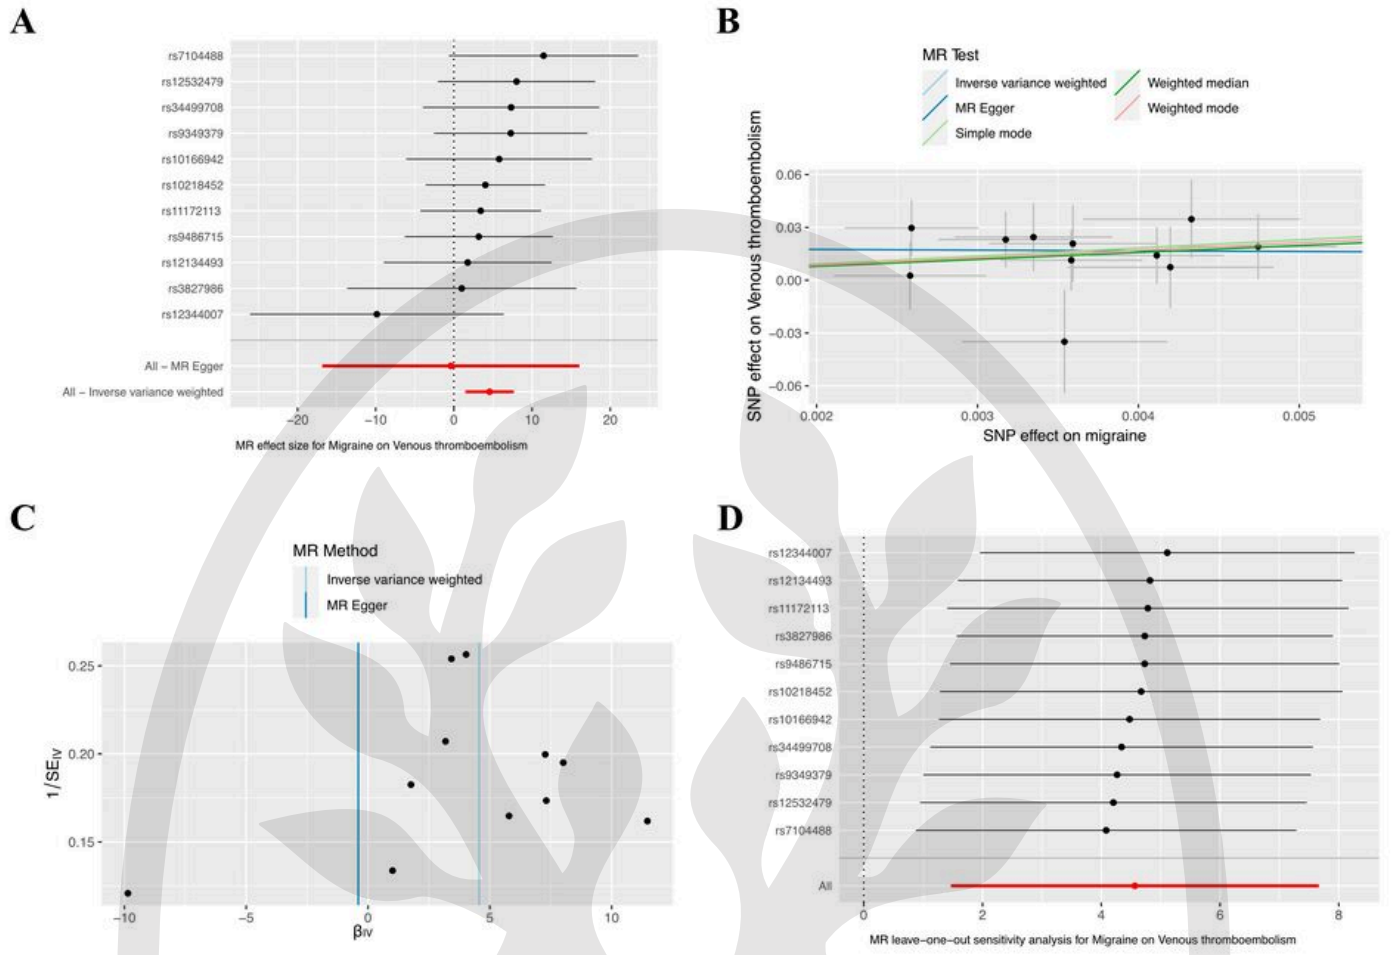 A
rs7104488
rs12532479
rs34499708
rs9349379
rs10166942
rs10218452
rs11172113
rs9486715
rs12134493
rs3827986
rs12344007
All − MR Egger
All − Inverse variance weighted
−20 −10 0 10 20
MR effect size for Migraine on Venous thromboembolism
B
MR Test
Inverse variance weighted Weighted median
MR Egger Weighted mode
Simple mode
SNP effect on Venous thromboembolism
0.06
0.03
0.00
−0.03
−0.06
0.002 0.003 0.004 0.005
SNP effect on migraine
C
MR Method
Inverse variance weighted
MR Egger
1/SEIV
0.25
0.20
0.15
−10 −5 0 5 10
βIV
D
rs12344007
rs12134493
rs11172113
rs3827986
rs9486715
rs10218452
rs10166942
rs34499708
rs9349379
rs12532479
rs7104488
All
0 2 4 6 8
MR leave−one−out sensitivity analysis for Migraine on Venous thromboembolism